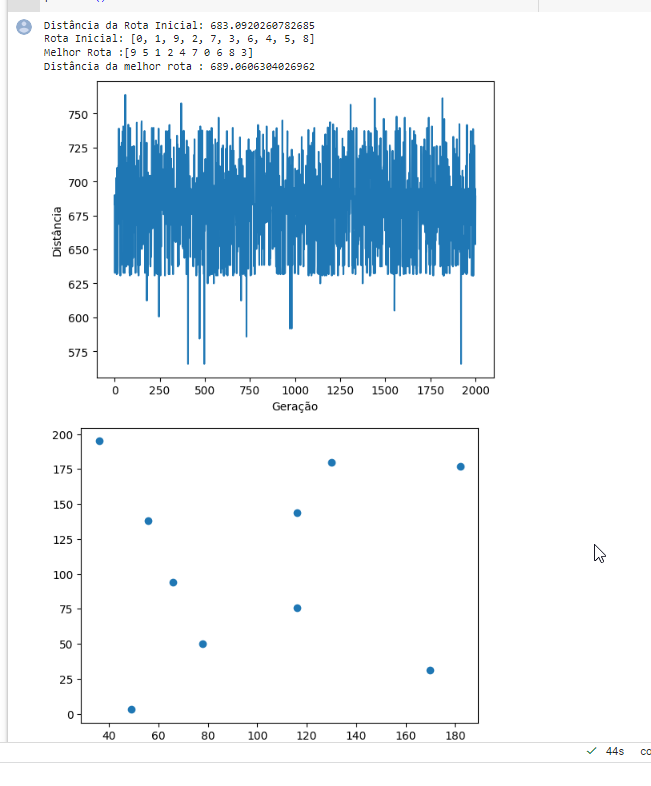 Distância da Rota Inicial: 683.0920260782685
Rota Inicial: [0, 1, 9, 2, 7, 3, 6, 4, 5, 8]
Melhor Rota :[9 5 1 2 4 7 0 6 8 3]
Distância da melhor rota : 689.0606304026962
750
725
700
675
650
625
600
575
Distância
0 250 500 750 1000 1250 1500 1750 2000
Geração
200
175
150
125
100
75
50
25
0
40 60 80 100 120 140 160 180
44s co